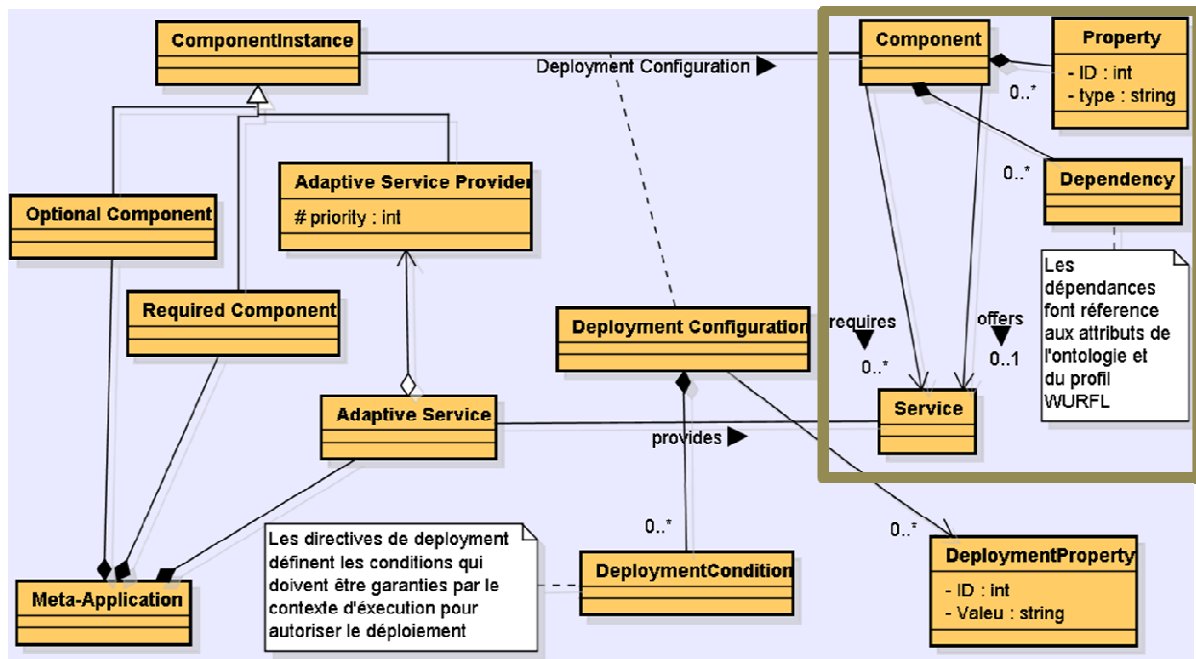 ComponentInstance
Deployment Configuration
Component
Property
- ID : int
- type : string
0..*
Adaptive Service Provider
# priority : int
0..*
Dependency
Optional Component
Les
dépendances
font réference
aux attributs de
l'ontologie et
du profil
WURFL
Required Component
Deployment Configuration
requires
0..*
offers
0..1
Adaptive Service
Service
provides
0..*
0..*
Les directives de deployment
définent les conditions qui
doivent être garanties par le
contexte d'éxecution pour
autoriser le déploiement
DeploymentCondition
DeploymentProperty
- ID : int
- Valeu : string
Meta-Application